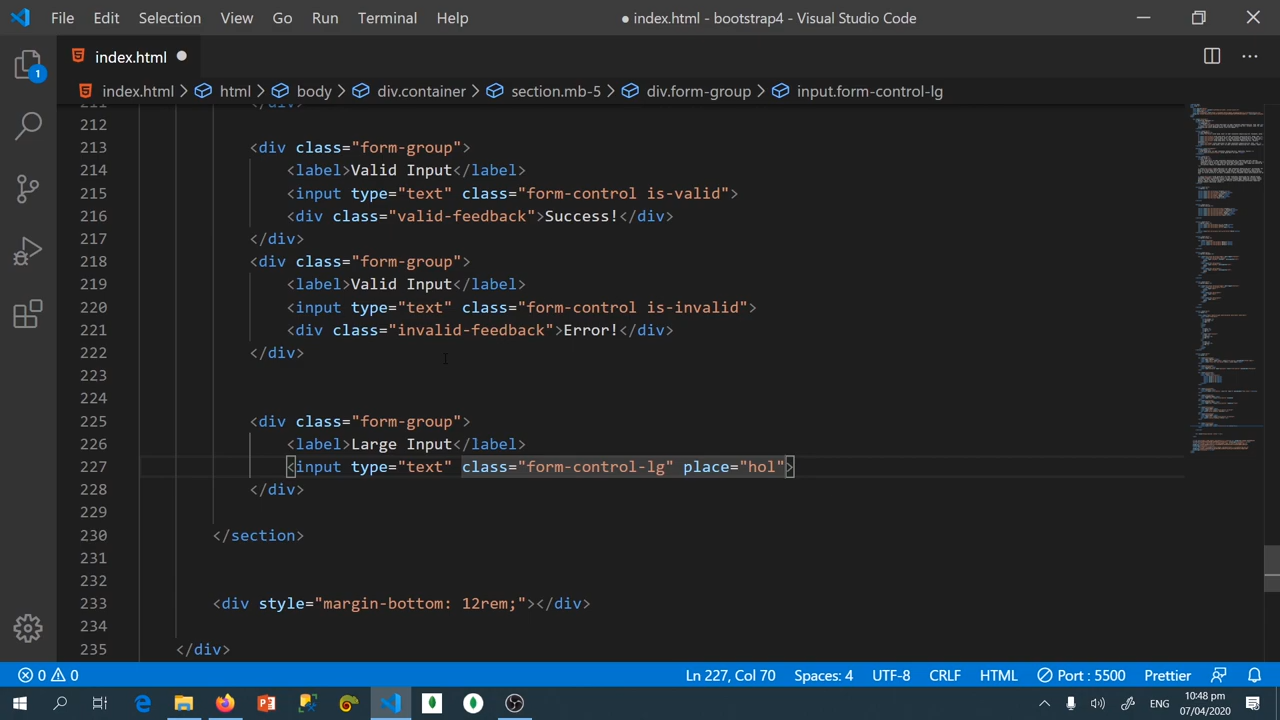 File Edit Selection View Go Run Terminal Help ● index.html - bootstrap4 - Visual Studio Code
index.html
index.html > html > body > div.container > section.mb-5 > div.form-group > input.form-control-lg
1
211 </div>
212
213 <div class="form-group">
214 <label>Valid Input</label>
215 <input type="text" class="form-control is-valid">
216 <div class="valid-feedback">Success!</div>
217 </div>
218 <div class="form-group">
219 <label>Valid Input</label>
220 <input type="text" class="form-control is-invalid">
221 <div class="invalid-feedback">Error!</div>
222 </div>
223
224
225 <div class="form-group">
226 <label>Large Input</label>
227 <input type="text" class="form-control-lg" place="hol">
228 </div>
229
230 </section>
231
232
233 <div style="margin-bottom: 12rem;"></div>
234
235 </div>
0 0 Ln 227, Col 70 Spaces: 4 UTF-8 CRLF HTML Port : 5500 Prettier
ENG
10:48 pm
07/04/2020